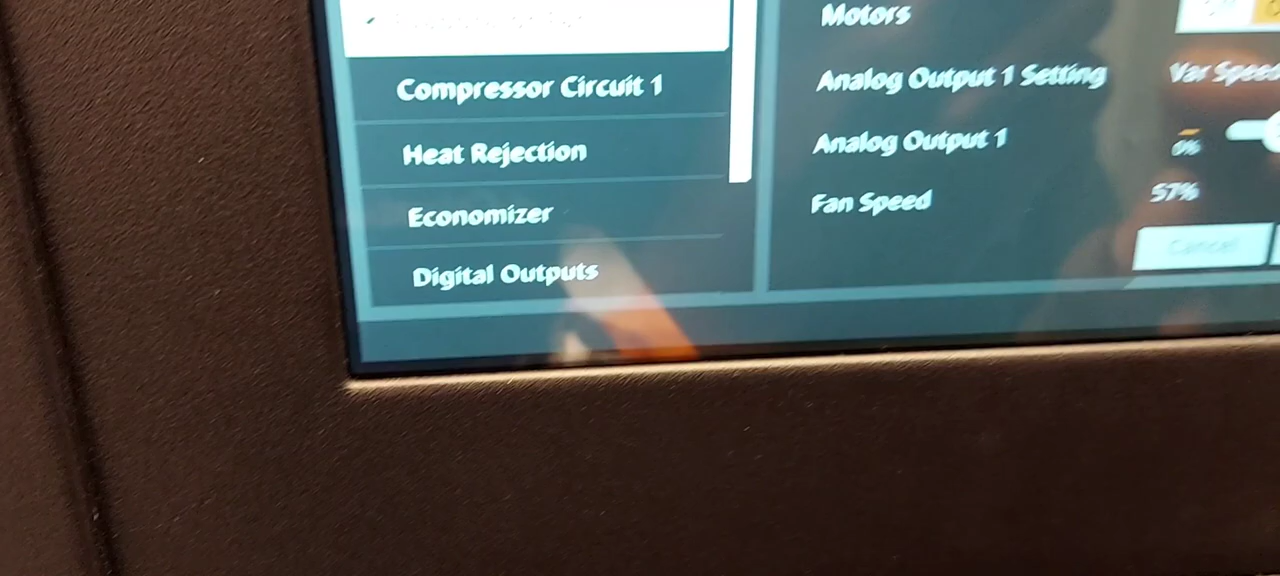 Compressor Circuit 1
Heat Rejection
Economizer
Digital Outputs
Motors
Analog Output 1 Setting
Var Speed
Analog Output 1
0%
Fan Speed
57%
Cancel